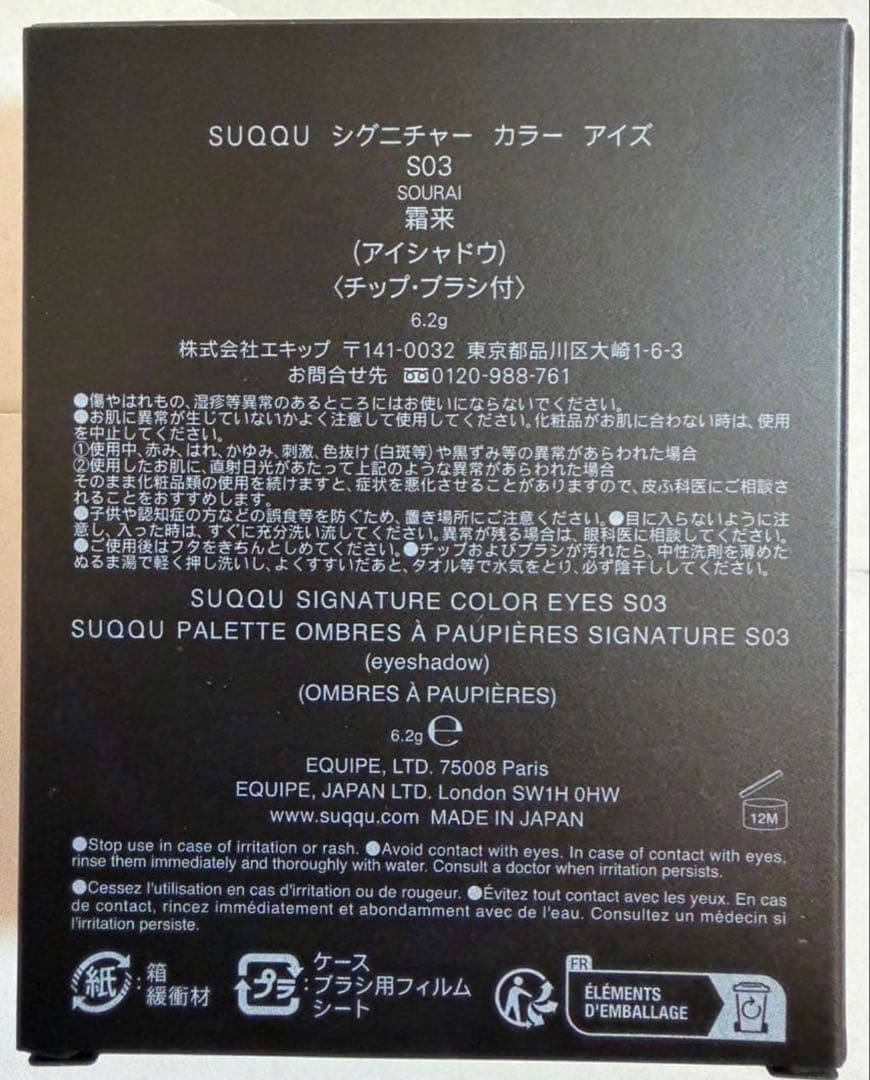 SUQQU シグニチャー カラー アイズ
S03
SOURAI
霜来
(アイシャドウ)
〈チップ・ブラシ付〉
6.2g
株式会社エキップ 〒141-0032 東京都品川区大崎1-6-3
お問合せ先 0120-988-761
●傷やはれもの、湿疹等異常のあるところにはお使いにならないでください。
●お肌に異常が生じていないかよく注意して使用してください。化粧品がお肌に合わない時は、使用
を中止してください。
①使用中、赤み、はれ、かゆみ、刺激、色抜け(白斑等)や黒ずみ等の異常があらわれた場合
②使用したお肌に、直射日光があたって上記のような異常があらわれた場合
そのまま化粧品類の使用を続けますと、症状を悪化させることがありますので、皮ふ科医にご相談さ
れることをおすすめします。
●子供や認知症の方などの誤食等を防ぐため、置き場所にご注意ください。●目に入らないように注
意し、入った時は、すぐに充分洗い流してください。異常が残る場合は、眼科医に相談してください。
●ご使用後はフタをきちんとしめてください。●チップおよびブラシが汚れたら、中性洗剤を薄めた
ぬるま湯で軽く押し洗いし、よくすすいだあと、タオル等で水気をとり、必ず陰干ししてください。
SUQQU SIGNATURE COLOR EYES S03
SUQQU PALETTE OMBRES À PAUPIÈRES SIGNATURE S03
(eyeshadow)
(OMBRES À PAUPIÈRES)
6.2g ℮
EQUIPE, LTD. 75008 Paris
EQUIPE, JAPAN LTD. London SW1H 0HW
www.suqqu.com MADE IN JAPAN
12M
●Stop use in case of irritation or rash. ●Avoid contact with eyes. In case of contact with eyes,
rinse them immediately and thoroughly with water. Consult a doctor when irritation persists.
●Cessez l'utilisation en cas d'irritation ou de rougeur. ●Évitez tout contact avec les yeux. En cas
de contact, rincez immédiatement et abondamment avec de l'eau. Consultez un médecin si
l'irritation persiste.
紙:箱
緩衝材
プラ:ケース
ブラシ用フィルム
シート
FR
ÉLÉMENTS
D'EMBALLAGE